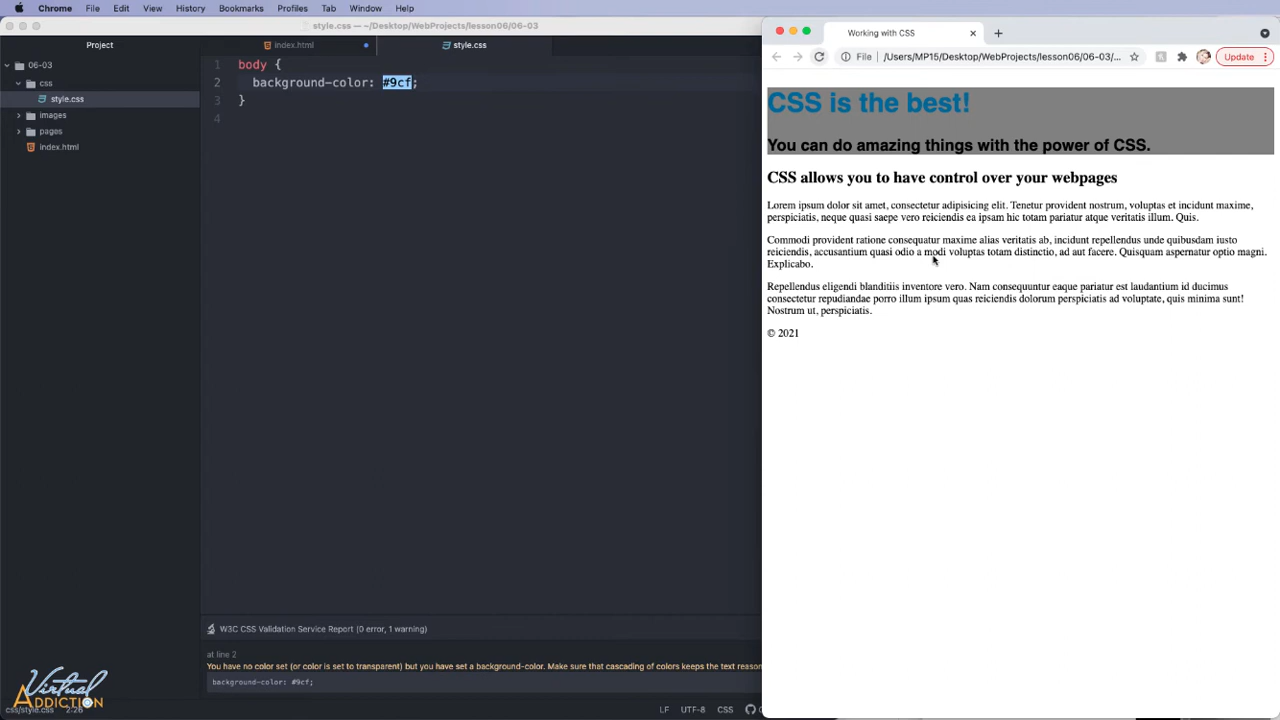 Chrome File Edit View History Bookmarks Profiles Tab Window Help
style.css — ~/Desktop/WebProjects/lesson06/06-03
Project
index.html
style.css
06-03
css
style.css
images
pages
index.html
1 body {
2 background-color: #9cf;
3 }
4
W3C CSS Validation Service Report (0 error, 1 warning)
at line 2
You have no color set (or color is set to transparent) but you have set a background-color. Make sure that cascading of colors keeps the text reason
background-color: #9cf;
css/style.css 2:26
LF UTF-8 CSS
Virtual
Addiction
Working with CSS
File /Users/MP15/Desktop/WebProjects/lesson06/06-03/...
Update
CSS is the best!
You can do amazing things with the power of CSS.
CSS allows you to have control over your webpages
Lorem ipsum dolor sit amet, consectetur adipisicing elit. Tenetur provident nostrum, voluptas et incidunt maxime,
perspiciatis, neque quasi saepe vero reiciendis ea ipsam hic totam pariatur atque veritatis illum. Quis.
Commodi provident ratione consequatur maxime alias veritatis ab, incidunt repellendus unde quibusdam iusto
reiciendis, accusantium quasi odio a modi voluptas totam distinctio, ad aut facere. Quisquam aspernatur optio magni.
Explicabo.
Repellendus eligendi blanditiis inventore vero. Nam consequuntur eaque pariatur est laudantium id ducimus
consectetur repudiandae porro illum ipsum quas reiciendis dolorum perspiciatis ad voluptate, quis minima sunt!
Nostrum ut, perspiciatis.
© 2021